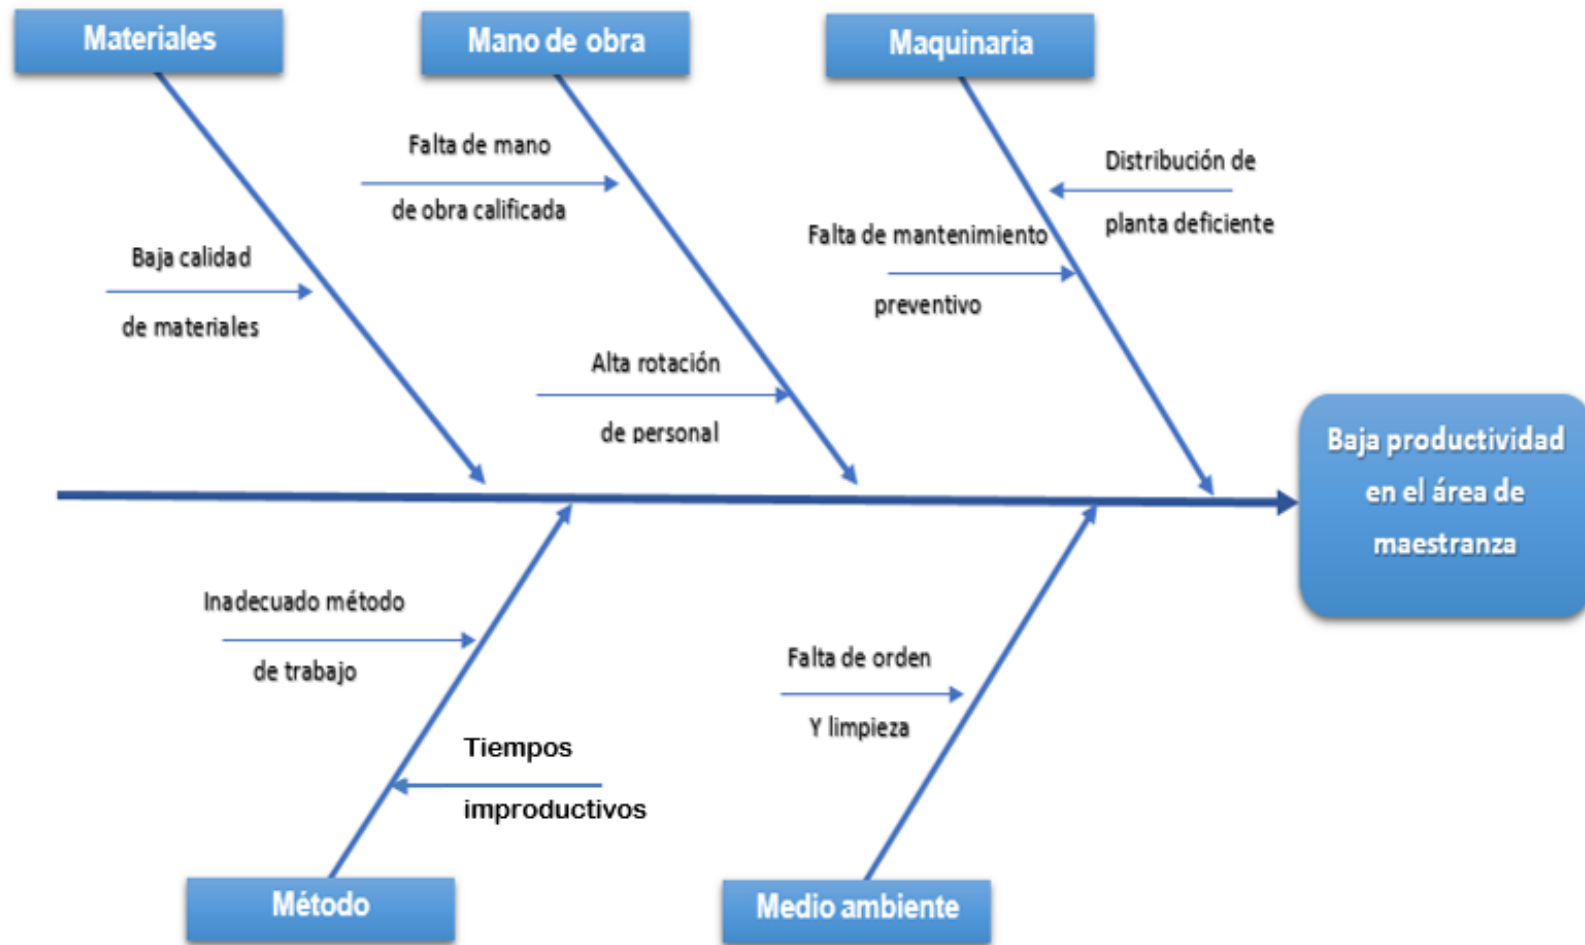 Materiales
Mano de obra
Maquinaria
Falta de mano
de obra calificada
Distribución de
planta deficiente
Falta de mantenimiento
preventivo
Baja calidad
de materiales
Alta rotación
de personal
Baja productividad
en el área de
maestranza
Inadecuado método
de trabajo
Falta de orden
Y limpieza
Tiempos
improductivos
Método
Medio ambiente